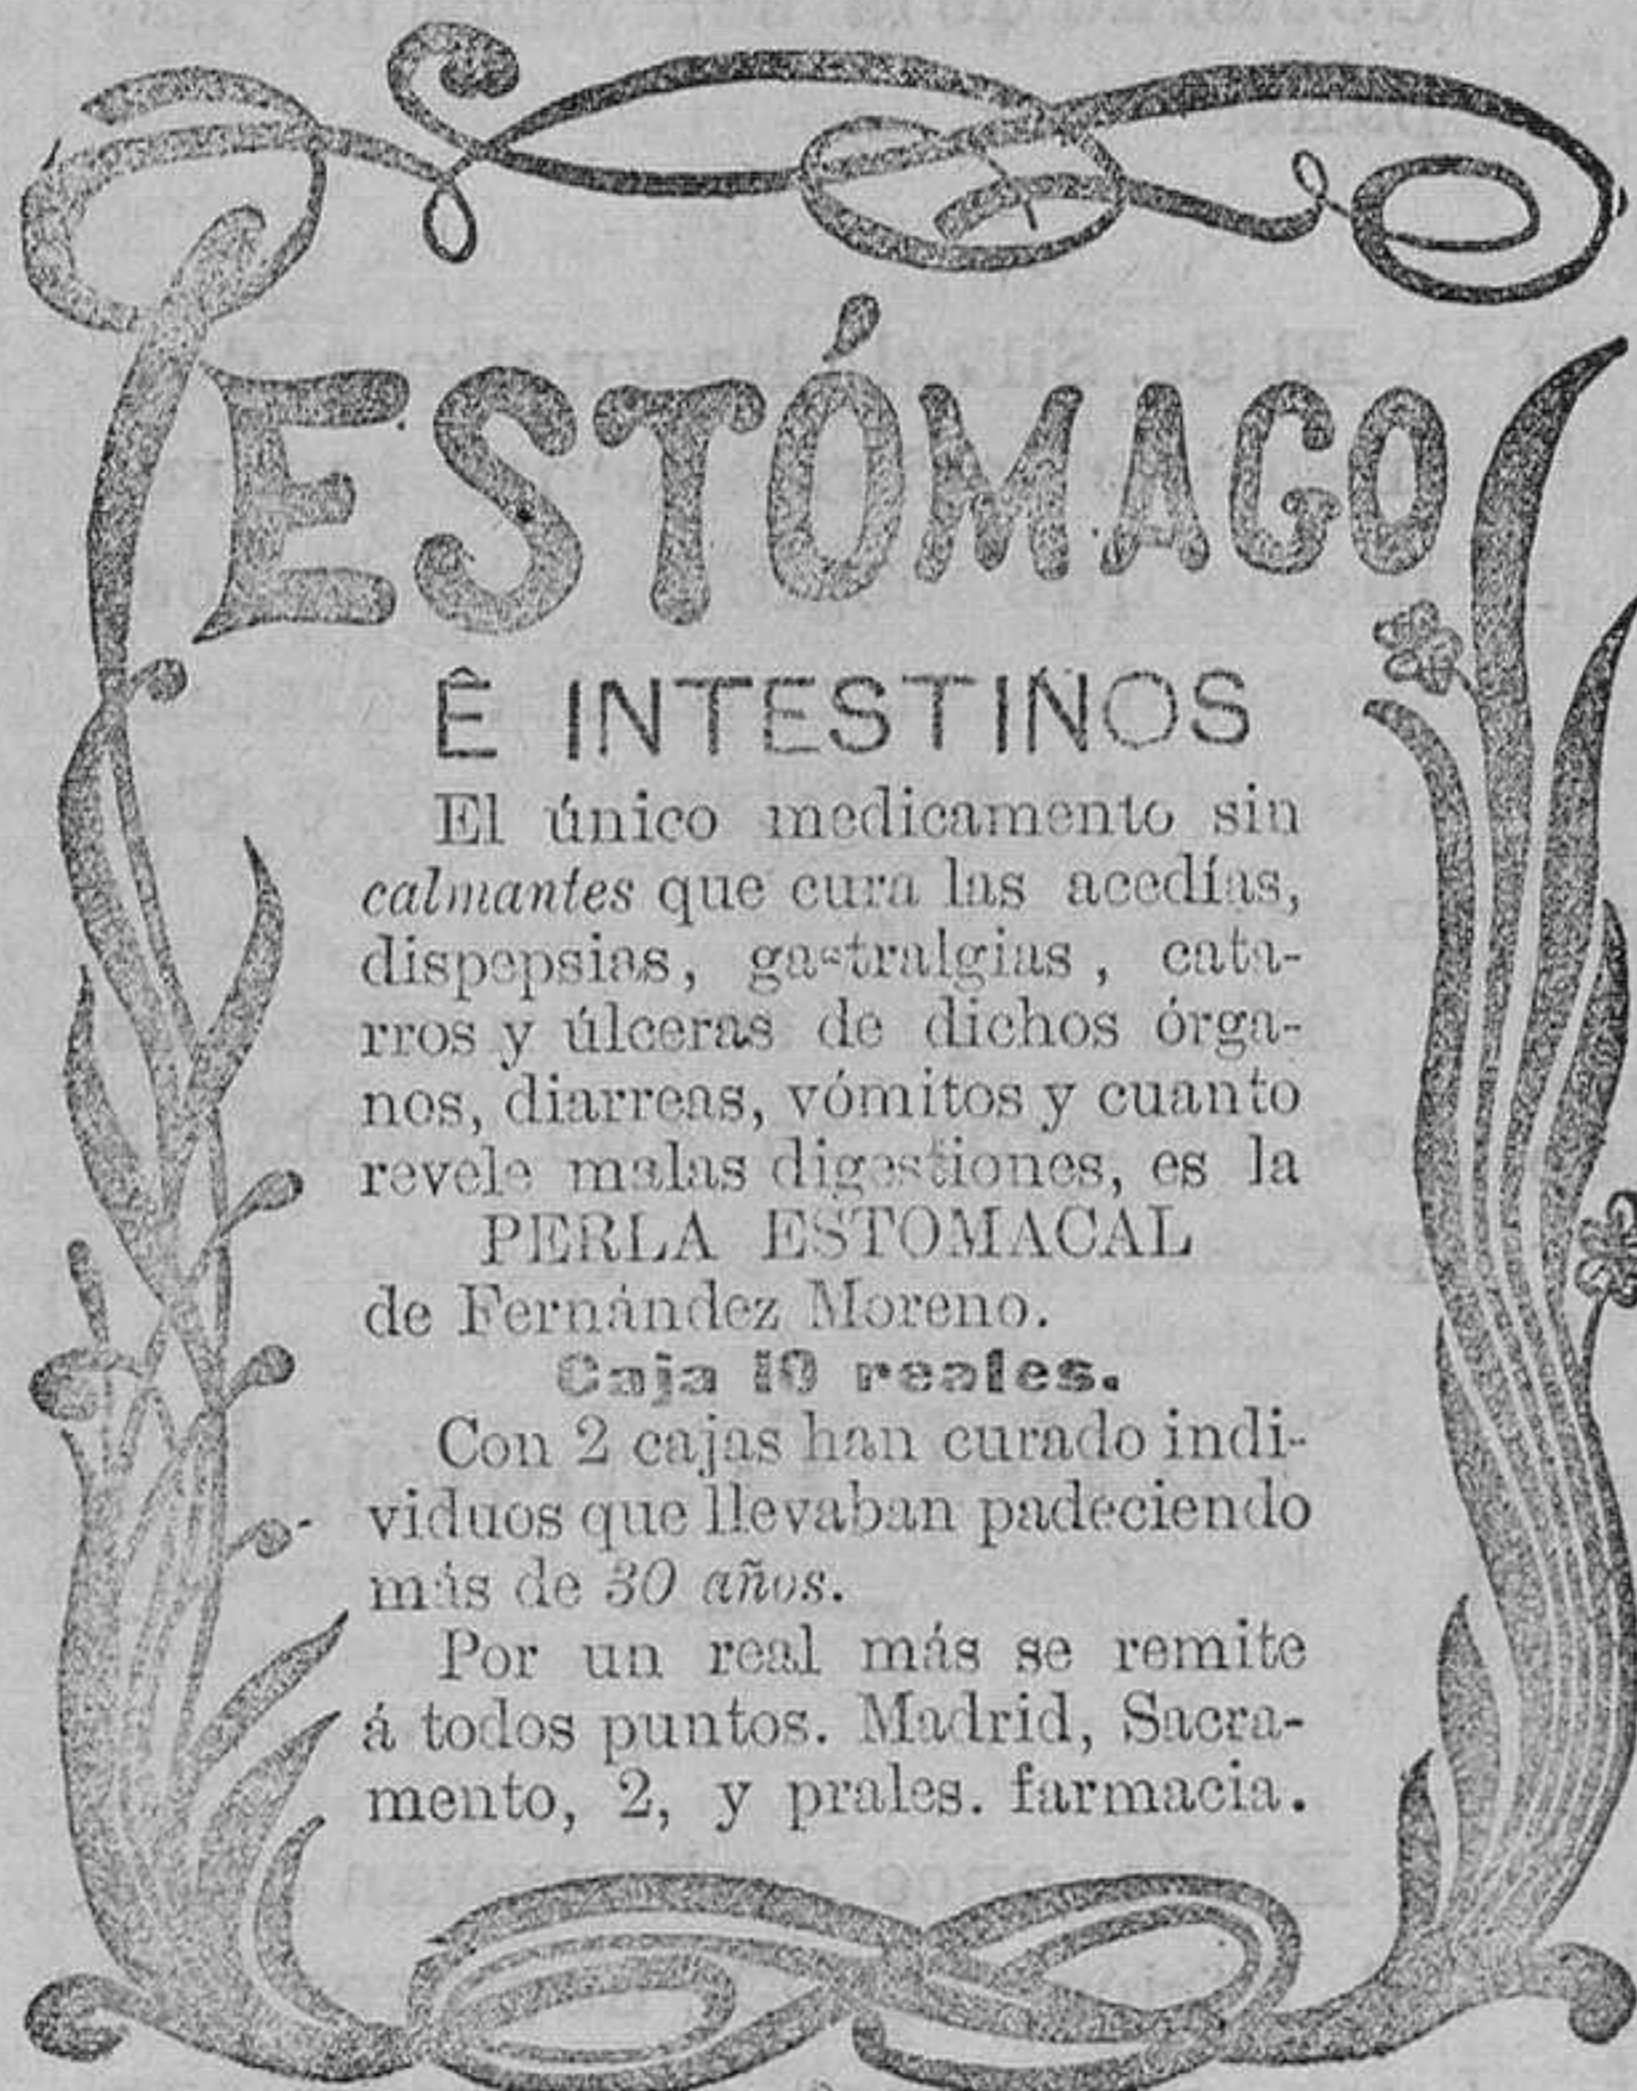 ESTÓMAGO
Ê INTESTINOS
El único medicamento sin
calmantes que cura las acedías,
dispepsias, gastralgias, cata-
rros y úlceras de dichos órga-
nos, diarreas, vómitos y cuanto
revele malas digestiones, es la
PERLA ESTOMACAL
de Fernández Moreno.
Caja 10 reales.
Con 2 cajas han curado indi-
viduos que llevaban padeciendo
más de 30 años.
Por un real más se remite
á todos puntos. Madrid, Sacra-
mento, 2, y prales. farmacia.